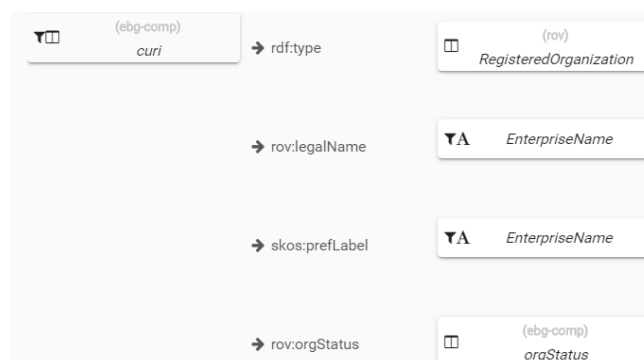 (ebg-comp)
curi
rdf:type
(rov)
RegisteredOrganization
rov:legalName
A EnterpriseName
skos:prefLabel
A EnterpriseName
rov:orgStatus
(ebg-comp)
orgStatus